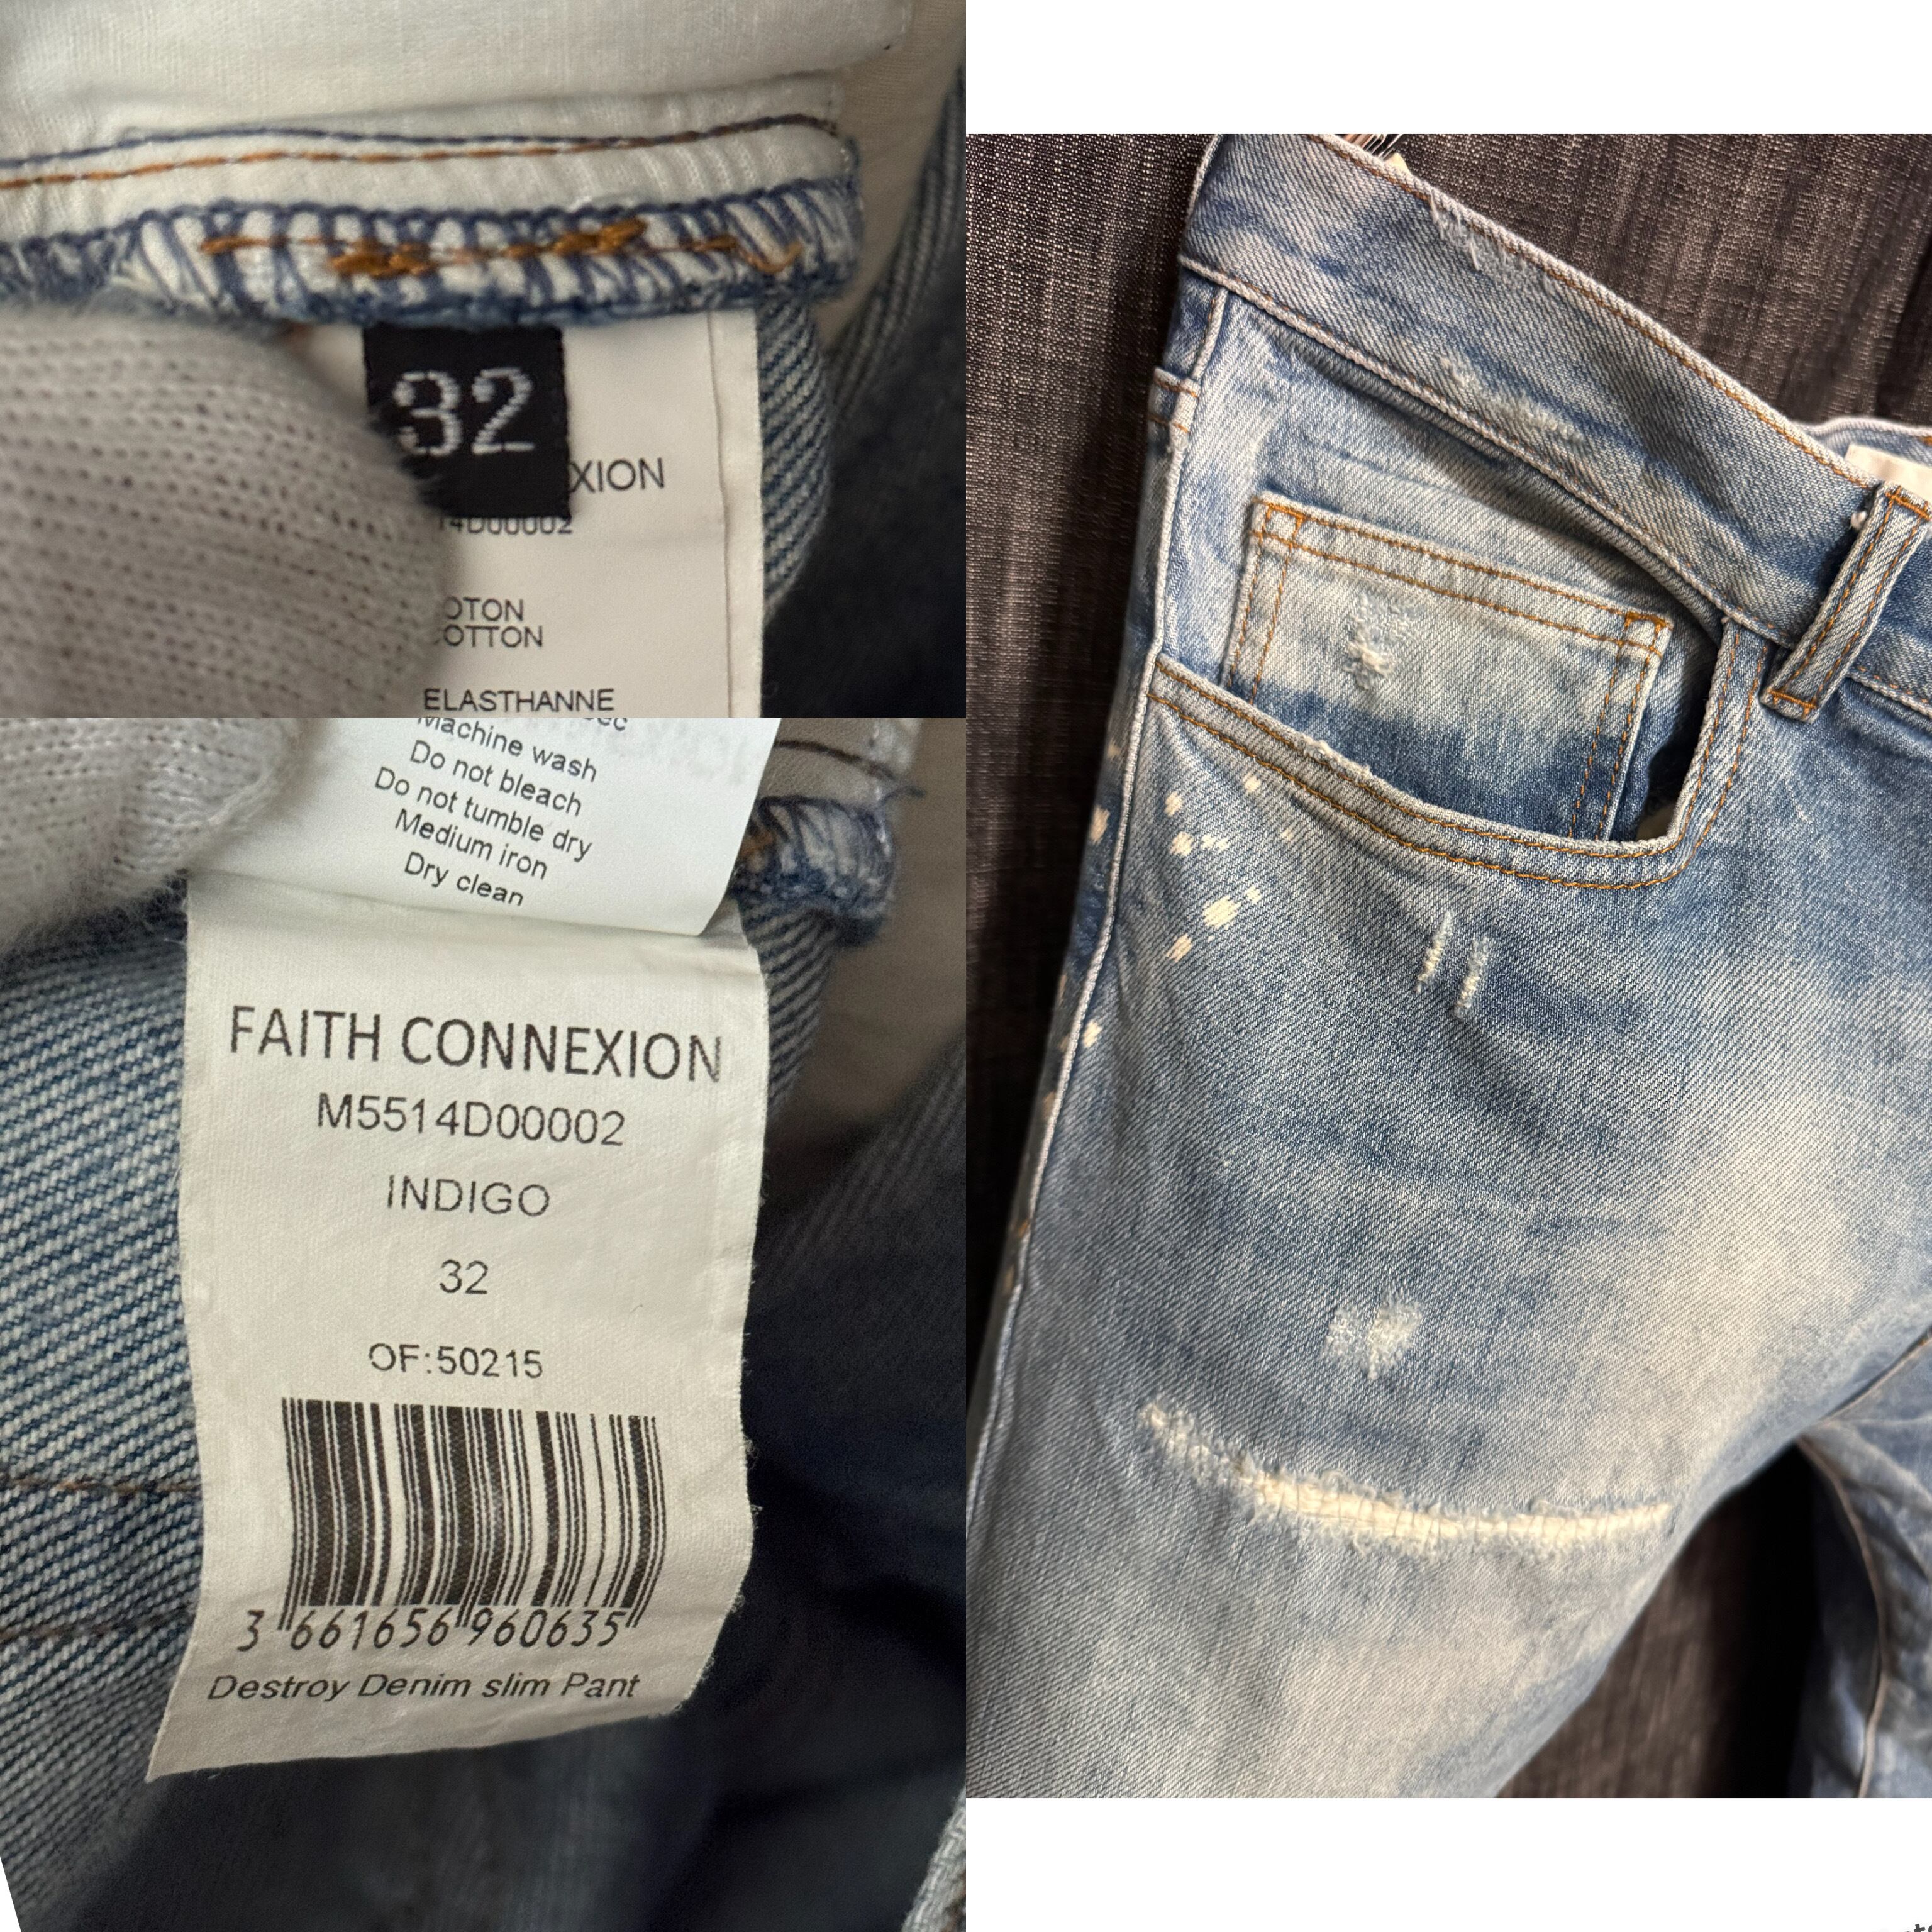 32
XION
14D00002
OTON
COTTON
ELASTHANNE
Machine wash
Do not bleach
Do not tumble dry
Medium iron
Dry clean
FAITH CONNEXION
M5514D00002
INDIGO
32
OF:50215
3 661656 960635
Destroy Denim slim Pant